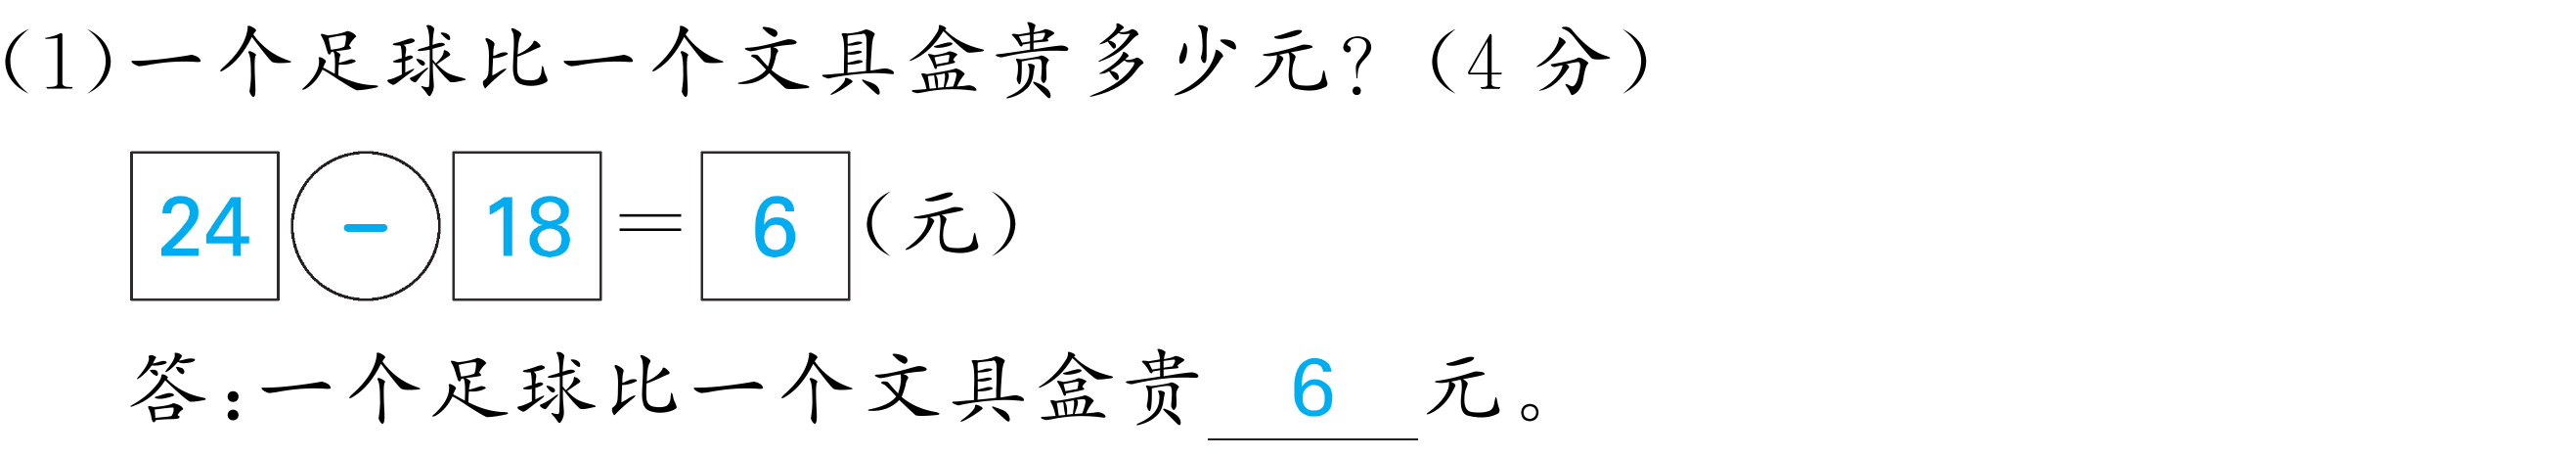 (1)一个足球比一个文具盒贵多少元?(4 分)
24 - 18 = 6 (元)
答:一个足球比一个文具盒贵 6 元。